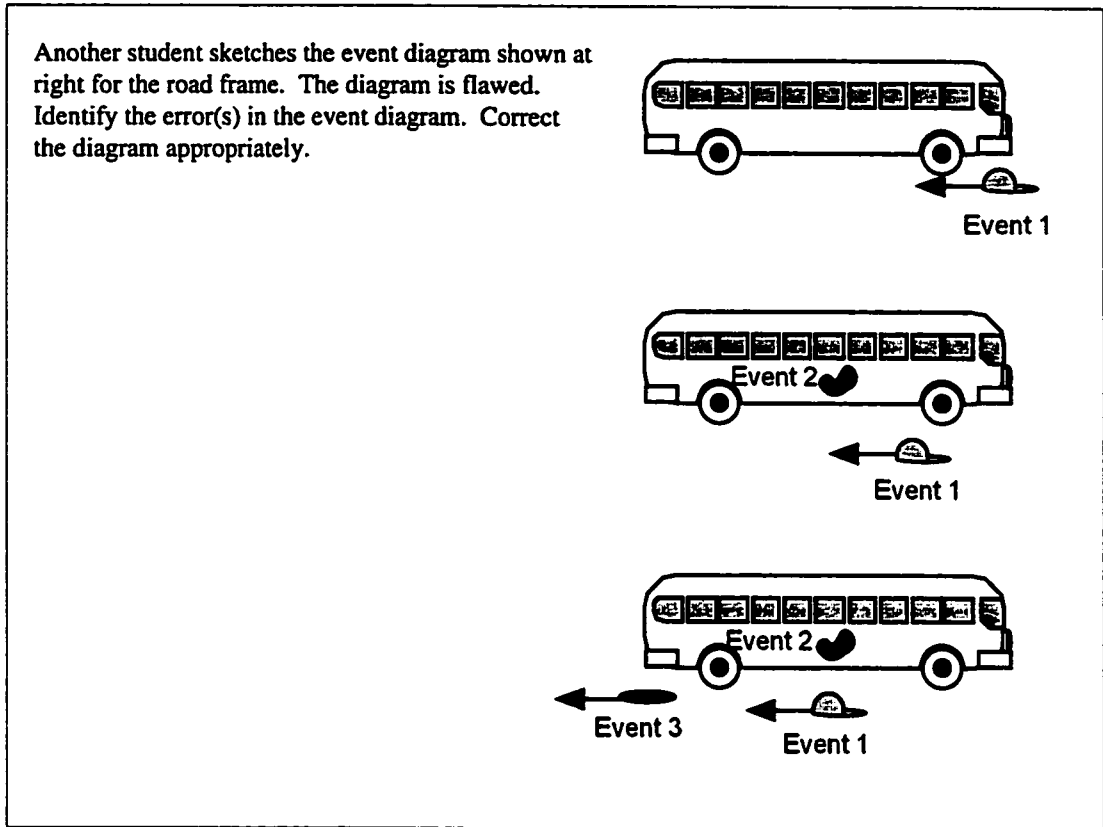 Another student sketches the event diagram shown at
right for the road frame. The diagram is flawed.
Identify the error(s) in the event diagram. Correct
the diagram appropriately.
Event 1
Event 2
Event 1
Event 2
Event 3
Event 1